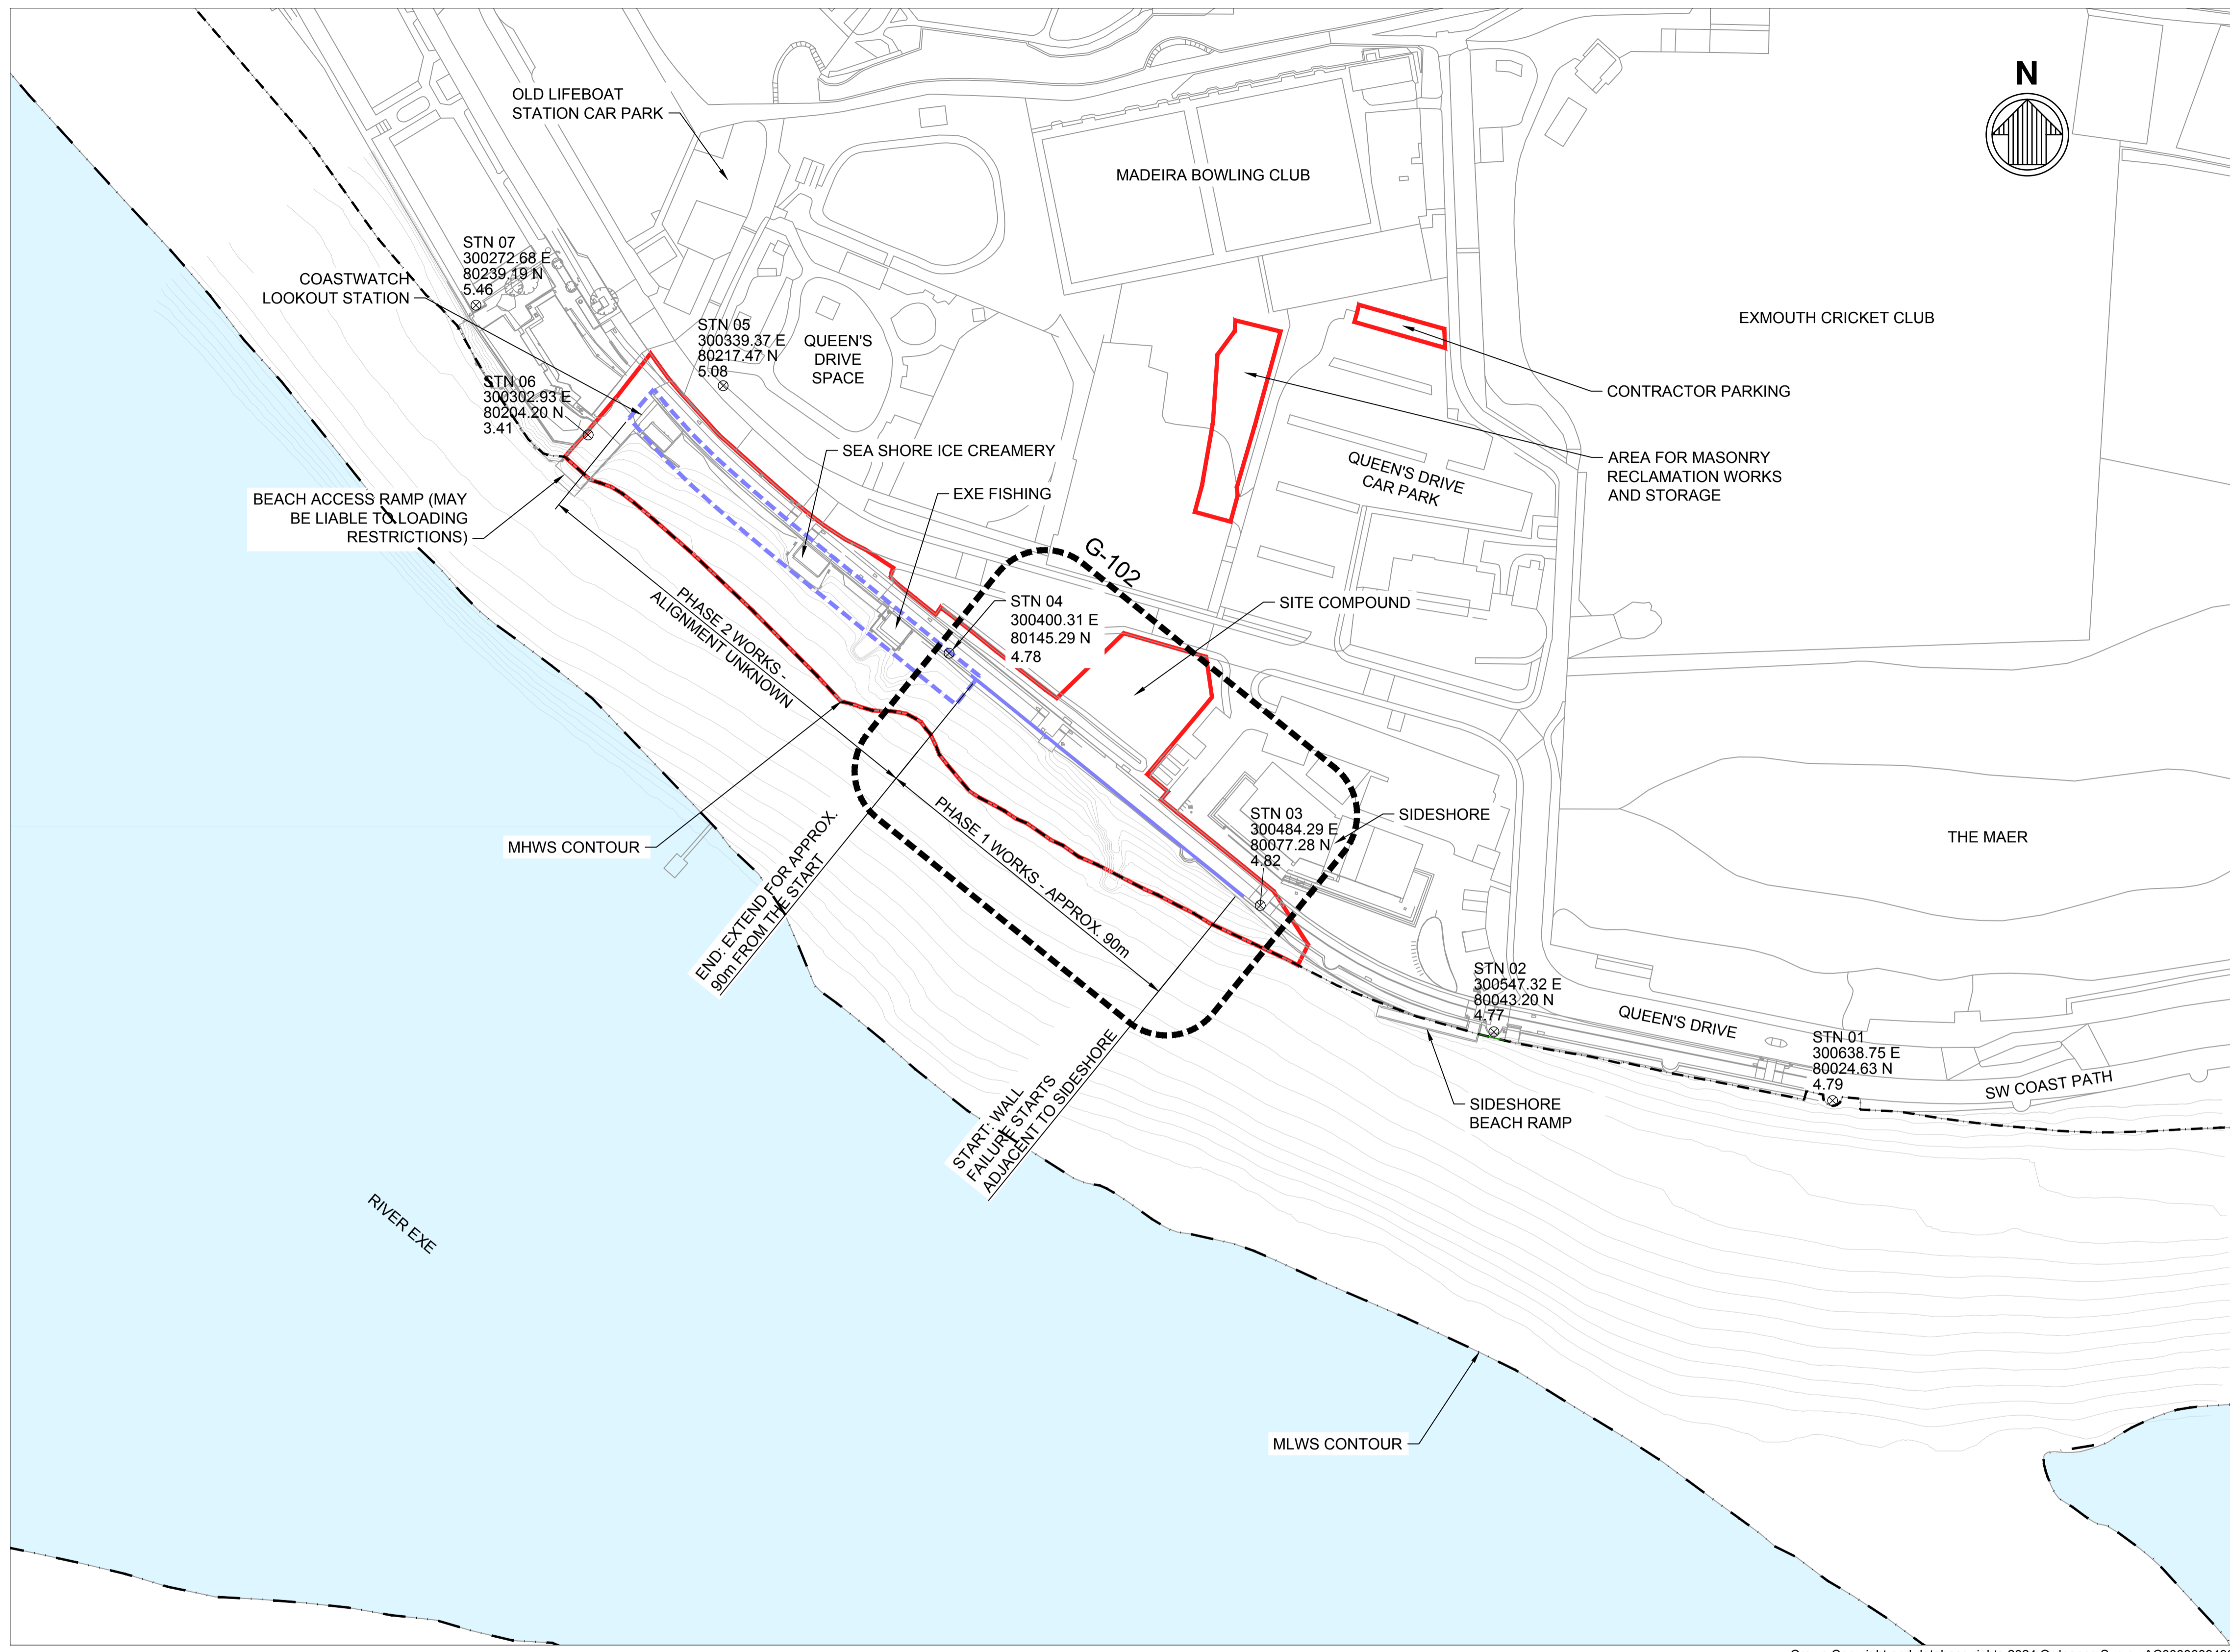 N
OLD LIFEBOAT
STATION CAR PARK
MADEIRA BOWLING CLUB
STN 07
300272.68 E
80239.19 N
5.46
COASTWATCH
LOOKOUT STATION
STN 05
300339.37 E
80217.47 N
5.08
QUEEN'S
DRIVE
SPACE
EXMOUTH CRICKET CLUB
STN 06
300302.93 E
80204.20 N
3.41
CONTRACTOR PARKING
SEA SHORE ICE CREAMERY
AREA FOR MASONRY
RECLAMATION WORKS
AND STORAGE
QUEEN'S DRIVE
CAR PARK
EXE FISHING
BEACH ACCESS RAMP (MAY
BE LIABLE TO LOADING
RESTRICTIONS)
G-102
PHASE 2 WORKS -
ALIGNMENT UNKNOWN
STN 04
300400.31 E
80145.29 N
4.78
SITE COMPOUND
STN 03
300484.29 E
80077.28 N
4.82
SIDESHORE
THE MAER
MHWS CONTOUR
PHASE 1 WORKS - APPROX. 90m
END: EXTEND FOR APPROX.
90m FROM THE START
START: WALL
FAILURE STARTS
ADJACENT TO SIDESHORE
STN 02
300547.32 E
80043.20 N
4.77
QUEEN'S DRIVE
STN 01
300638.75 E
80024.63 N
4.79
SW COAST PATH
SIDESHORE
BEACH RAMP
RIVER EXE
MLWS CONTOUR